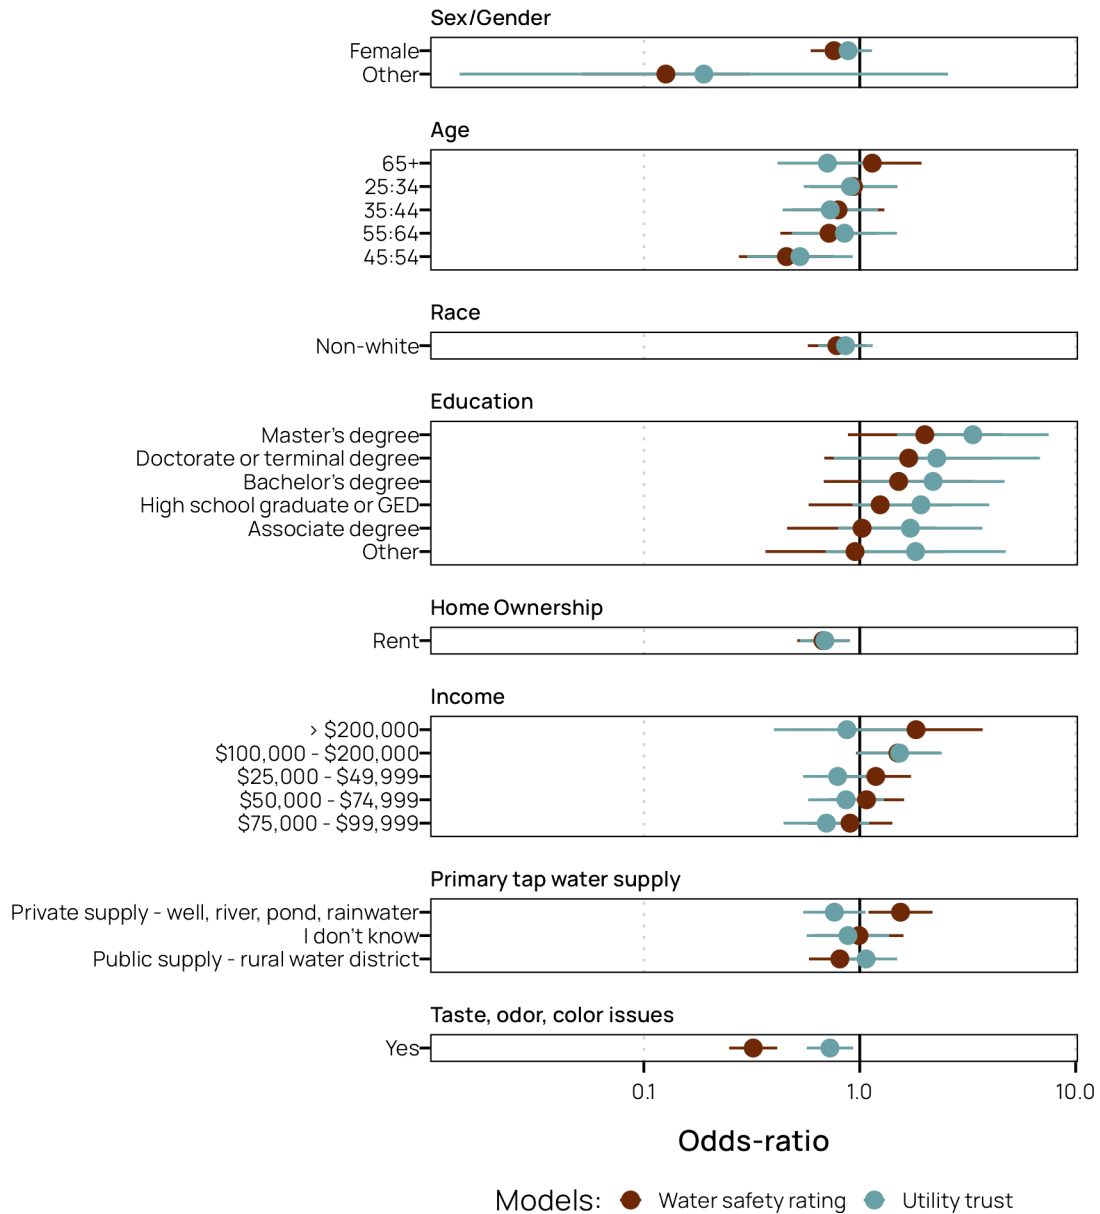 Sex/Gender
Female
Other
Age
65+
25:34
35:44
55:64
45:54
Race
Non-white
Education
Master's degree
Doctorate or terminal degree
Bachelor's degree
High school graduate or GED
Associate degree
Other
Home Ownership
Rent
Income
> $200,000
$100,000 - $200,000
$25,000 - $49,999
$50,000 - $74,999
$75,000 - $99,999
Primary tap water supply
Private supply - well, river, pond, rainwater
I don't know
Public supply - rural water district
Taste, odor, color issues
Yes
0.1 1.0 10.0
Odds-ratio
Models: Water safety rating Utility trust